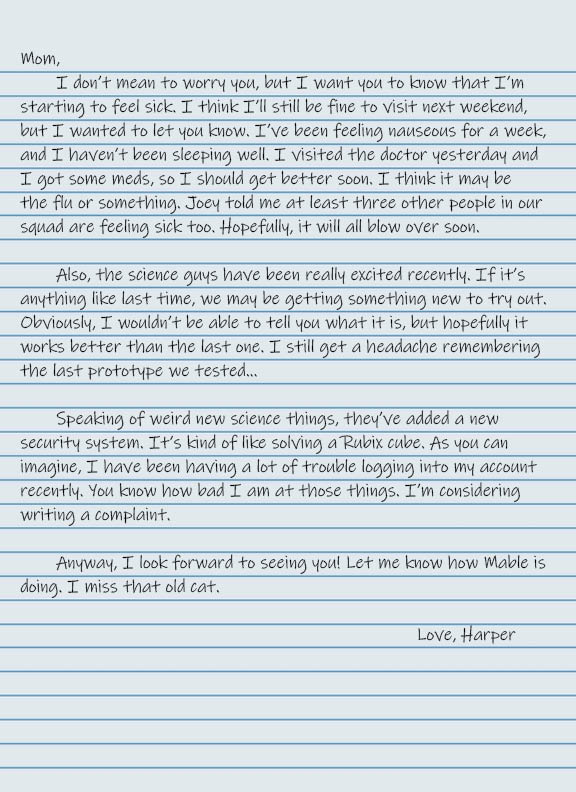 Mom,
I don't mean to worry you, but I want you to know that I'm
starting to feel sick. I think I'll still be fine to visit next weekend,
but I wanted to let you know. I've been feeling nauseous for a week,
and I haven't been sleeping well. I visited the doctor yesterday and
I got some meds, so I should get better soon. I think it may be
the flu or something. Joey told me at least three other people in our
squad are feeling sick too. Hopefully, it will all blow over soon.
Also, the science guys have been really excited recently. If it's
anything like last time, we may be getting something new to try out.
Obviously, I wouldn't be able to tell you what it is, but hopefully it
works better than the last one. I still get a headache remembering
the last prototype we tested...
Speaking of weird new science things, they've added a new
security system. It's kind of like solving a Rubix cube. As you can
imagine, I have been having a lot of trouble logging into my account
recently. You know how bad I am at those things. I'm considering
writing a complaint.
Anyway, I look forward to seeing you! Let me know how Mable is
doing. I miss that old cat.
Love, Harper